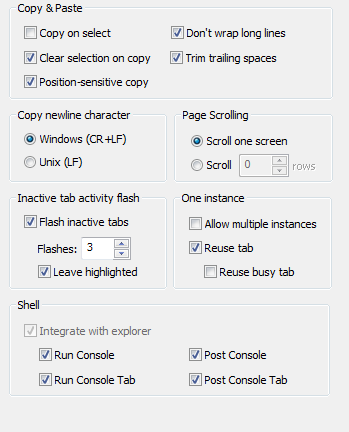 Copy & Paste
Copy on select
Don't wrap long lines
Clear selection on copy
Trim trailing spaces
Position-sensitive copy
Copy newline character
Windows (CR+LF)
Unix (LF)
Page Scrolling
Scroll one screen
Scroll 0 rows
Inactive tab activity flash
Flash inactive tabs
Flashes: 3
Leave highlighted
One instance
Allow multiple instances
Reuse tab
Reuse busy tab
Shell
Integrate with explorer
Run Console
Post Console
Run Console Tab
Post Console Tab